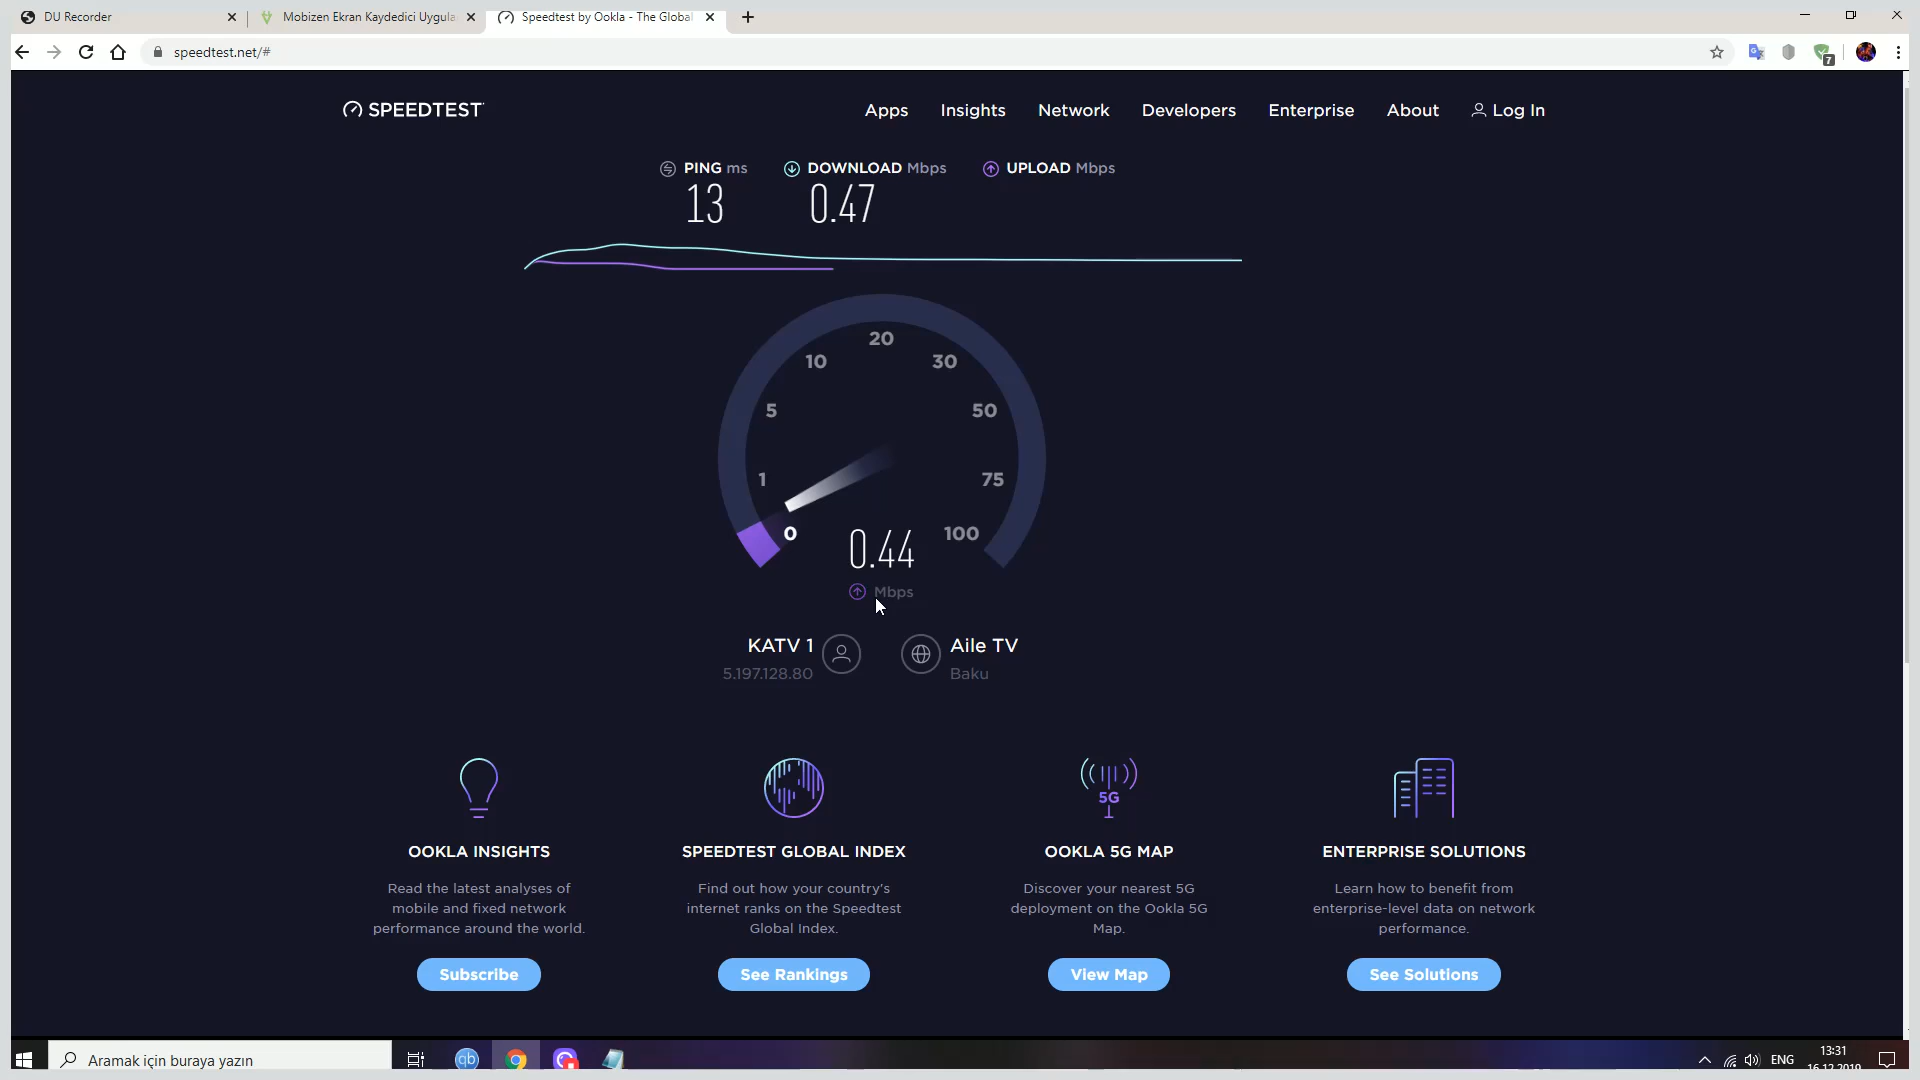 DU Recorder
Mobizen Ekran Kaydedici Uygula
Speedtest by Ookla - The Global
speedtest.net/#
7
SPEEDTEST
Apps
Insights
Network
Developers
Enterprise
About
Log In
PING ms
DOWNLOAD Mbps
UPLOAD Mbps
13
0.47
0
1
5
10
20
30
50
75
100
0.44
Mbps
KATV 1
5.197.128.80
Aile TV
Baku
5G
OOKLA INSIGHTS
Read the latest analyses of
mobile and fixed network
performance around the world.
Subscribe
SPEEDTEST GLOBAL INDEX
Find out how your country's
internet ranks on the Speedtest
Global Index.
See Rankings
OOKLA 5G MAP
Discover your nearest 5G
deployment on the Ookla 5G
Map.
View Map
ENTERPRISE SOLUTIONS
Learn how to benefit from
enterprise-level data on network
performance.
See Solutions
Aramak için buraya yazın
qb
ENG
13:31
16.12.2019